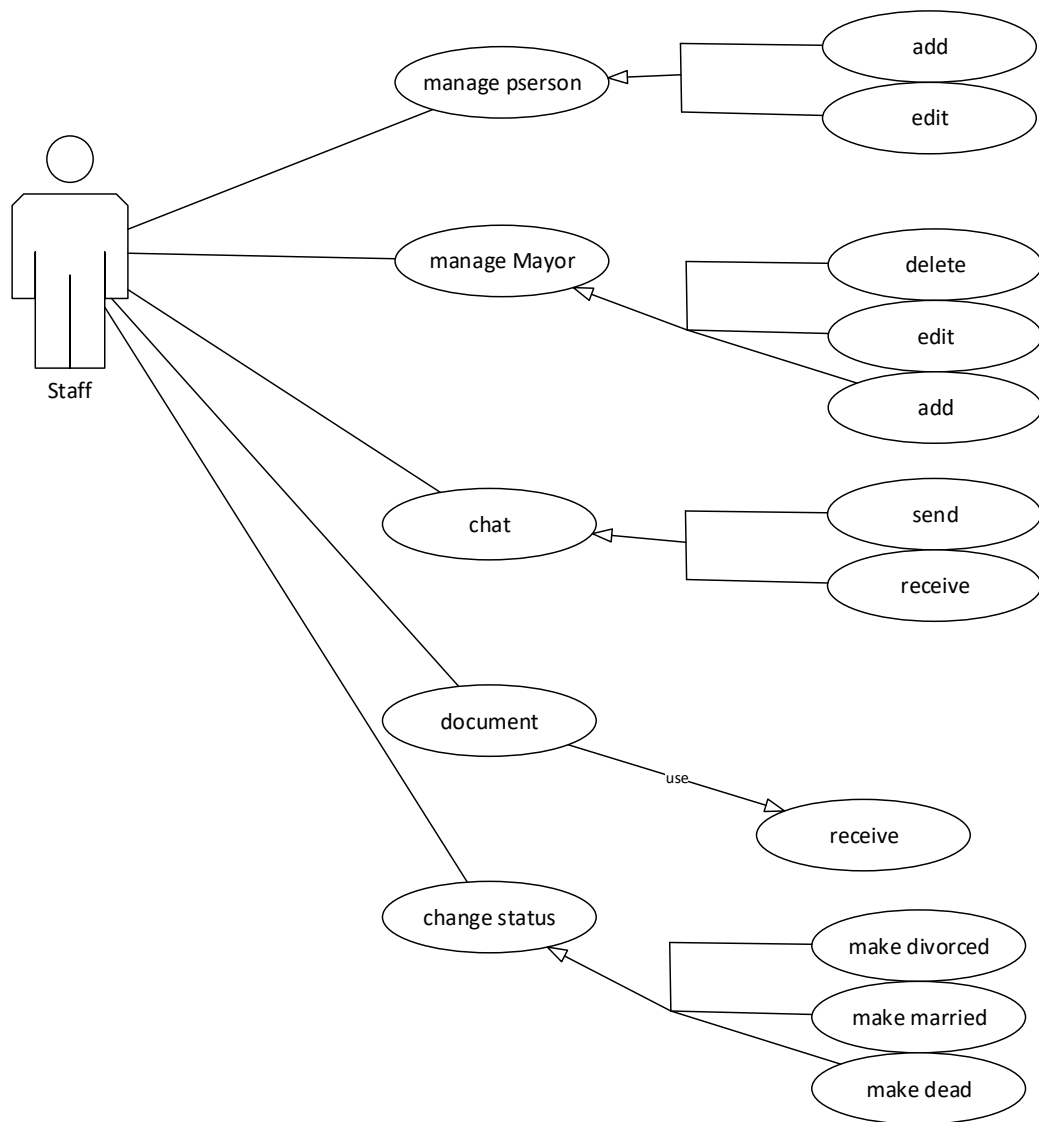 add
manage pserson
edit
Staff
manage Mayor
delete
edit
add
chat
send
receive
document
use
receive
change status
make divorced
make married
make dead